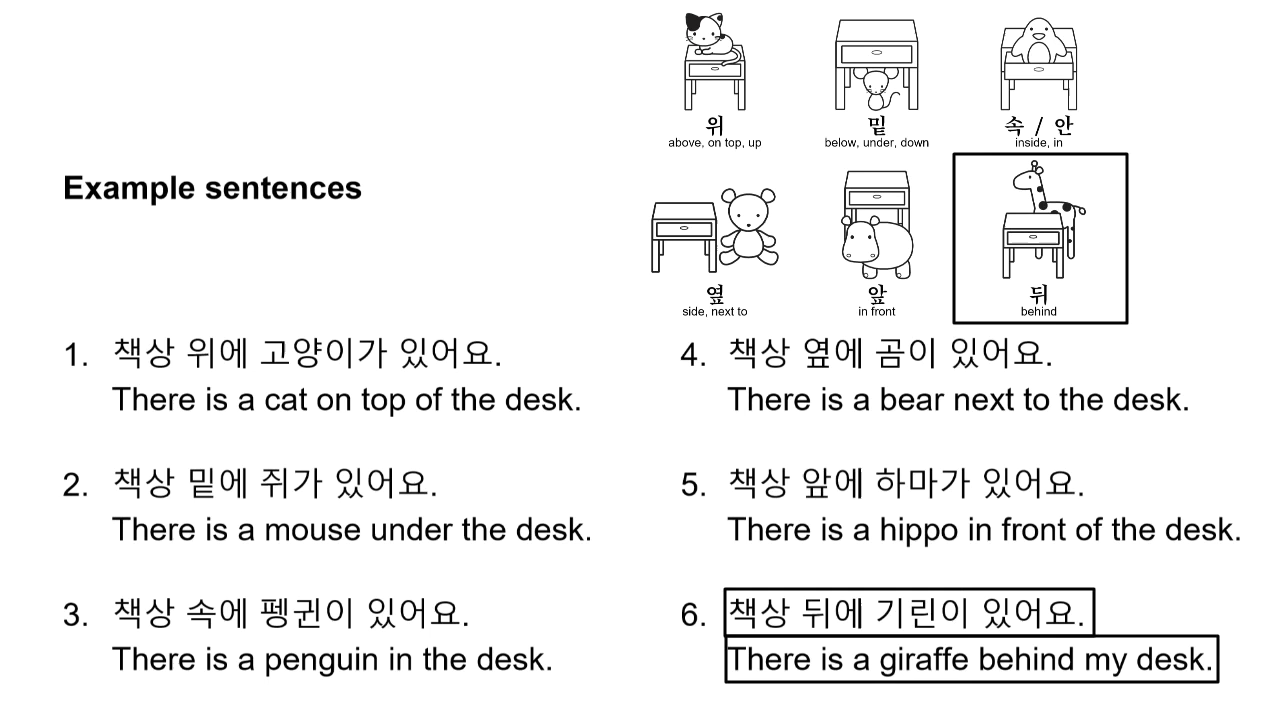 위
above, on top, up
밑
below, under, down
속 / 안
inside, in
Example sentences
옆
side, next to
앞
in front
뒤
behind
1. 책상 위에 고양이가 있어요.
There is a cat on top of the desk.
2. 책상 밑에 쥐가 있어요.
There is a mouse under the desk.
3. 책상 속에 펭귄이 있어요.
There is a penguin in the desk.
4. 책상 옆에 곰이 있어요.
There is a bear next to the desk.
5. 책상 앞에 하마가 있어요.
There is a hippo in front of the desk.
6. 책상 뒤에 기린이 있어요.
There is a giraffe behind my desk.